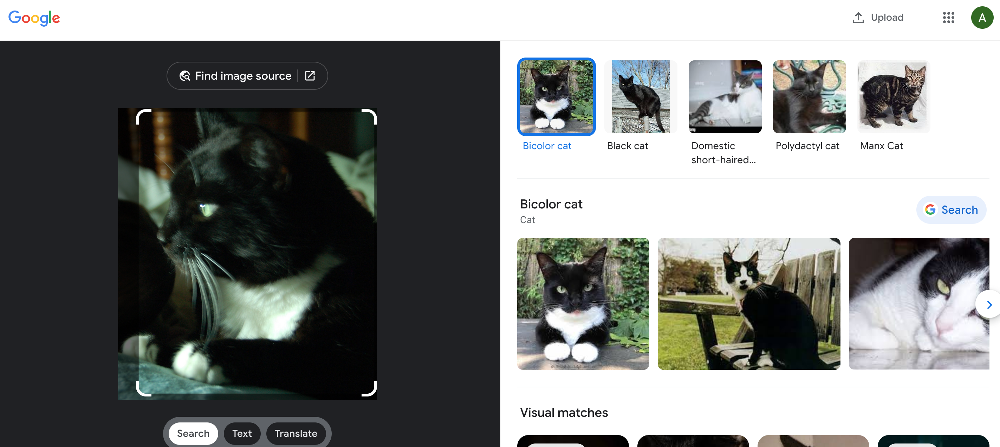 Google
Upload
A
Find image source
Bicolor cat
Black cat
Domestic
short-haired...
Polydactyl cat
Manx Cat
Bicolor cat
Cat
Search
Visual matches
Search
Text
Translate